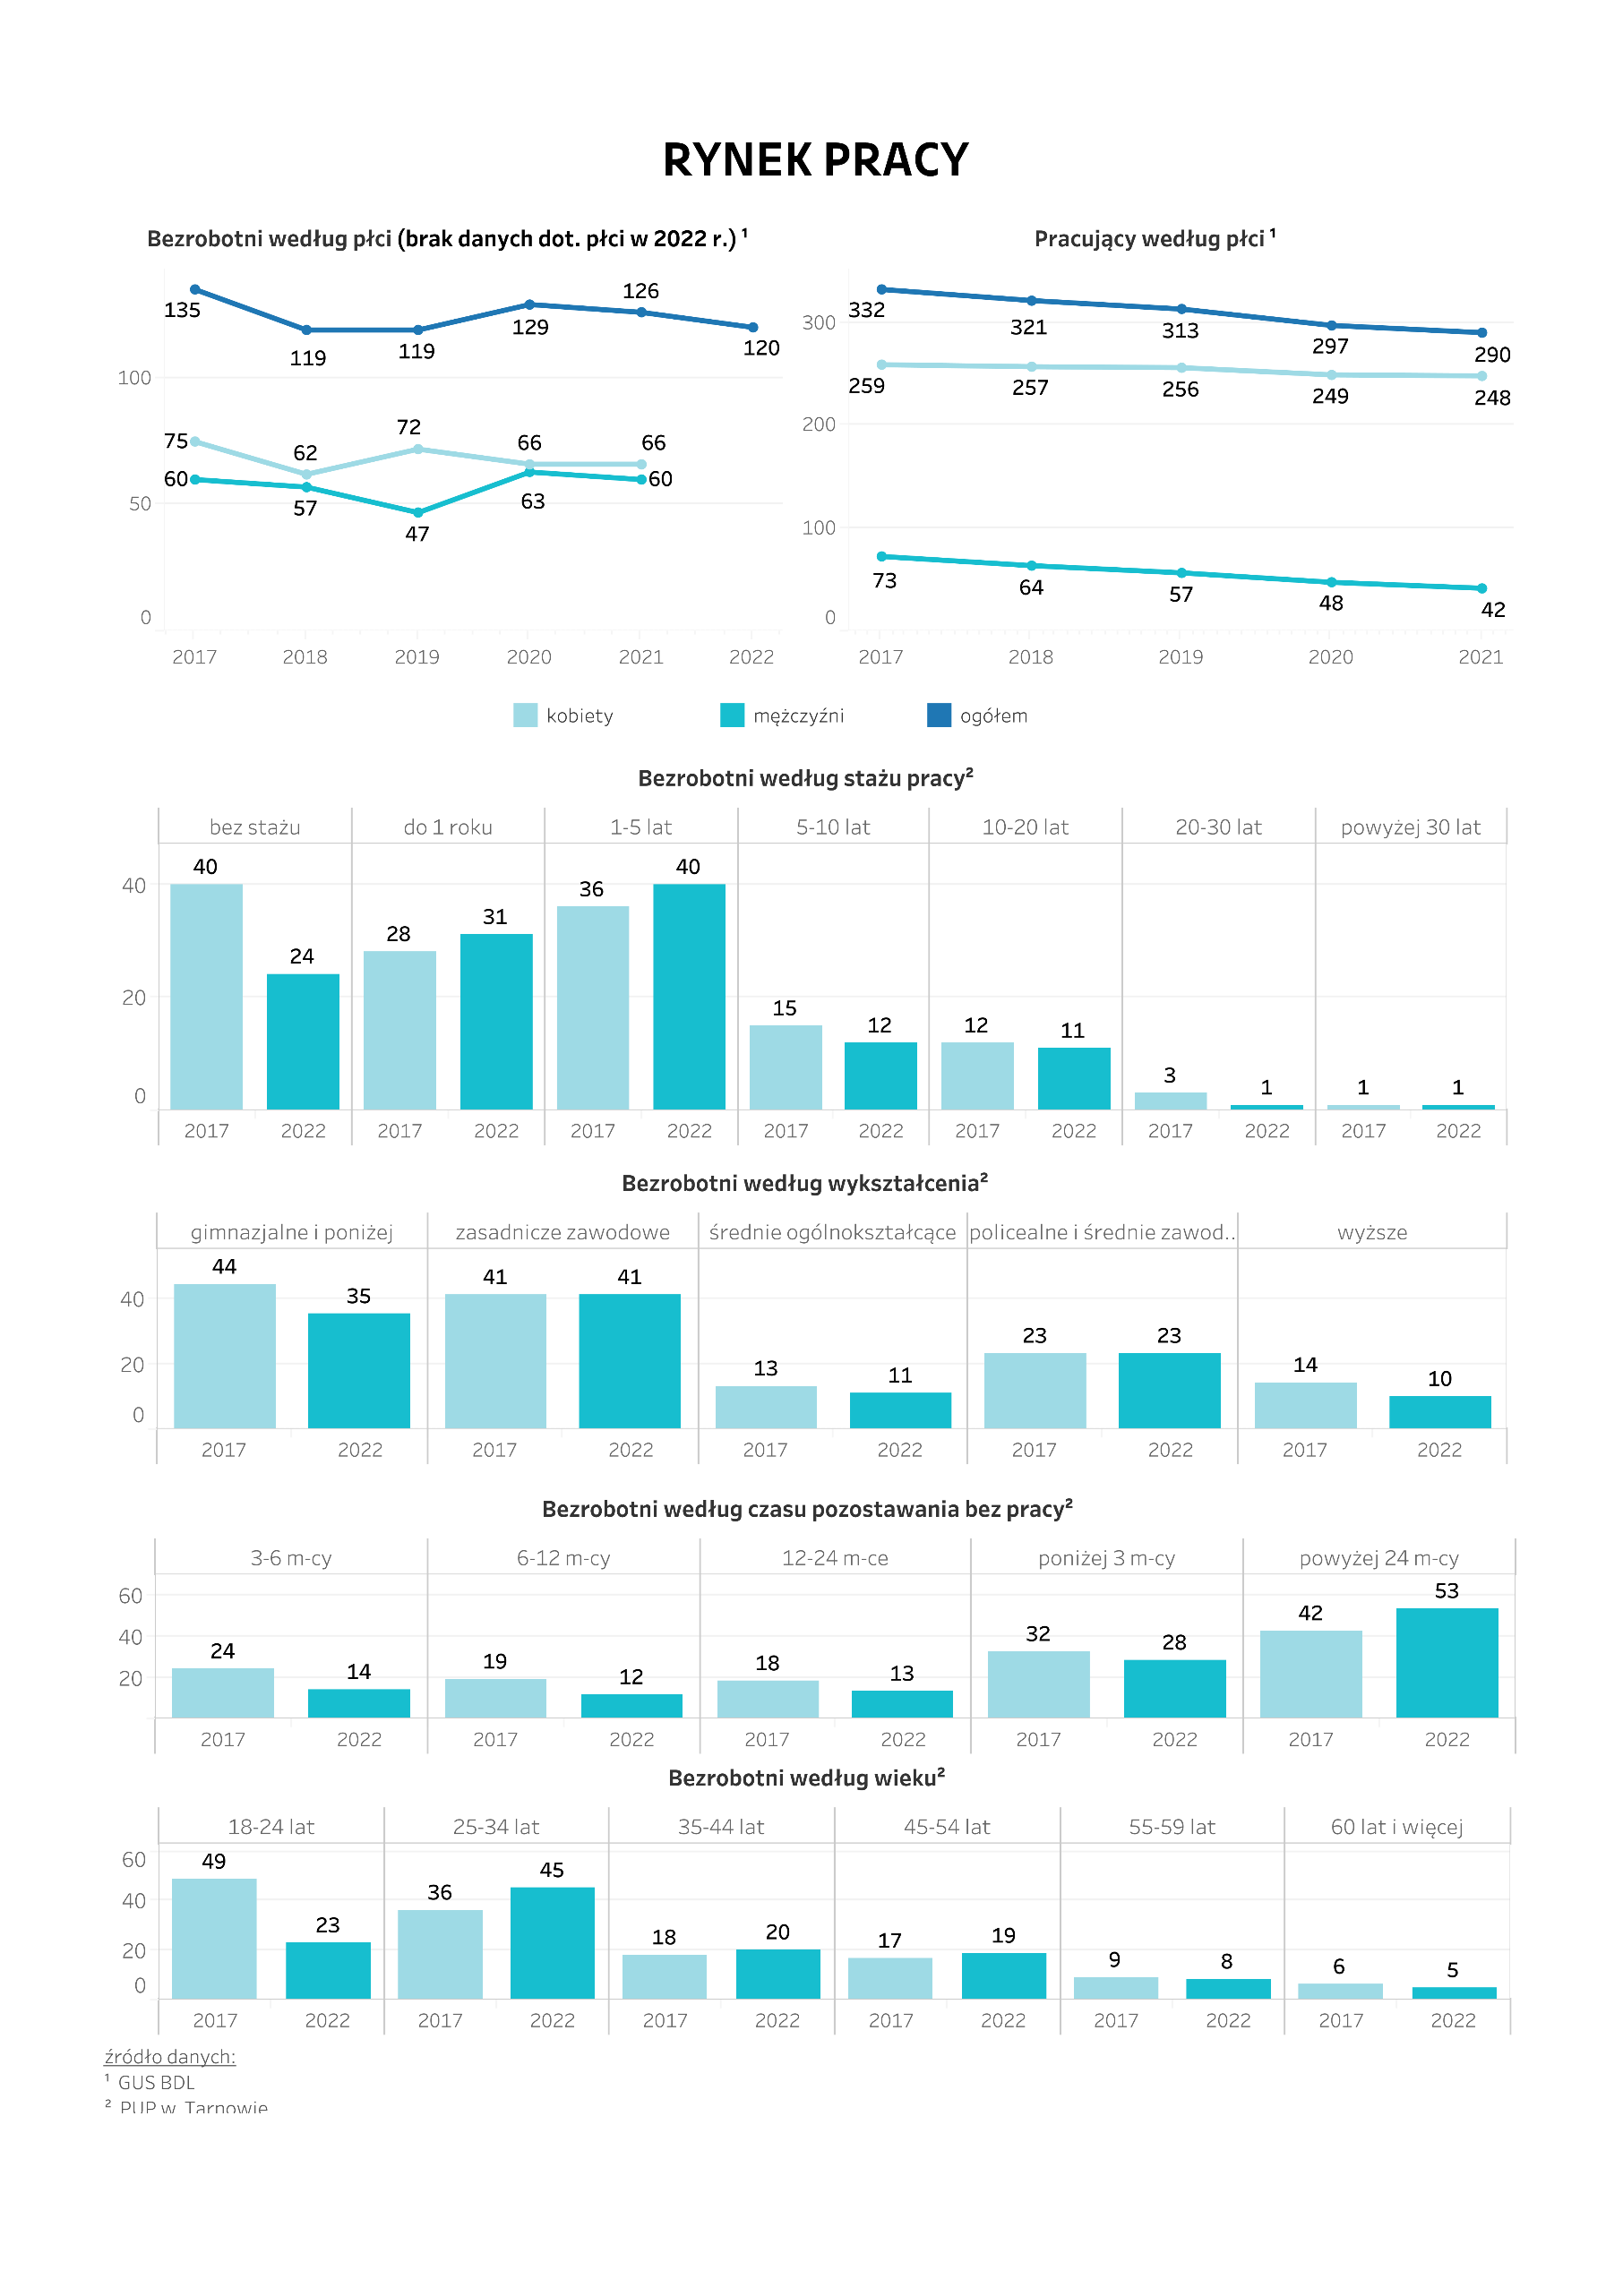 RYNEK PRACY
Bezrobotni według płci (brak danych dot. płci w 2022 r.) ¹
135
119
119
129
126
120
100
75
62
72
66
66
60
57
47
63
60
50
0
2017 2018 2019 2020 2021 2022
Pracujący według płci ¹
300
332
321
313
297
290
259
257
256
249
248
200
100
73
64
57
48
42
0
2017 2018 2019 2020 2021
kobiety mężczyźni ogółem
Bezrobotni według stażu pracy²
bez stażu do 1 roku 1-5 lat 5-10 lat 10-20 lat 20-30 lat powyżej 30 lat
40 24 28 31 36 40 15 12 12 11 3 1 1 1
40
20
0
2017 2022 2017 2022 2017 2022 2017 2022 2017 2022 2017 2022 2017 2022
Bezrobotni według wykształcenia²
gimnazjalne i poniżej zasadnicze zawodowe średnie ogólnokształcące policealne i średnie zawod..  wyższe
44 35 41 41 13 11 23 23 14 10
40
20
0
2017 2022 2017 2022 2017 2022 2017 2022 2017 2022
Bezrobotni według czasu pozostawania bez pracy²
3-6 m-cy 6-12 m-cy 12-24 m-ce poniżej 3 m-cy powyżej 24 m-cy
24 14 19 12 18 13 32 28 42 53
60
40
20
2017 2022 2017 2022 2017 2022 2017 2022 2017 2022
Bezrobotni według wieku²
18-24 lat 25-34 lat 35-44 lat 45-54 lat 55-59 lat 60 lat i więcej
49 23 36 45 18 20 17 19 9 8 6 5
60
40
20
0
2017 2022 2017 2022 2017 2022 2017 2022 2017 2022 2017 2022
źródło danych:
¹ GUS BDL
² PUP w Tarnowie